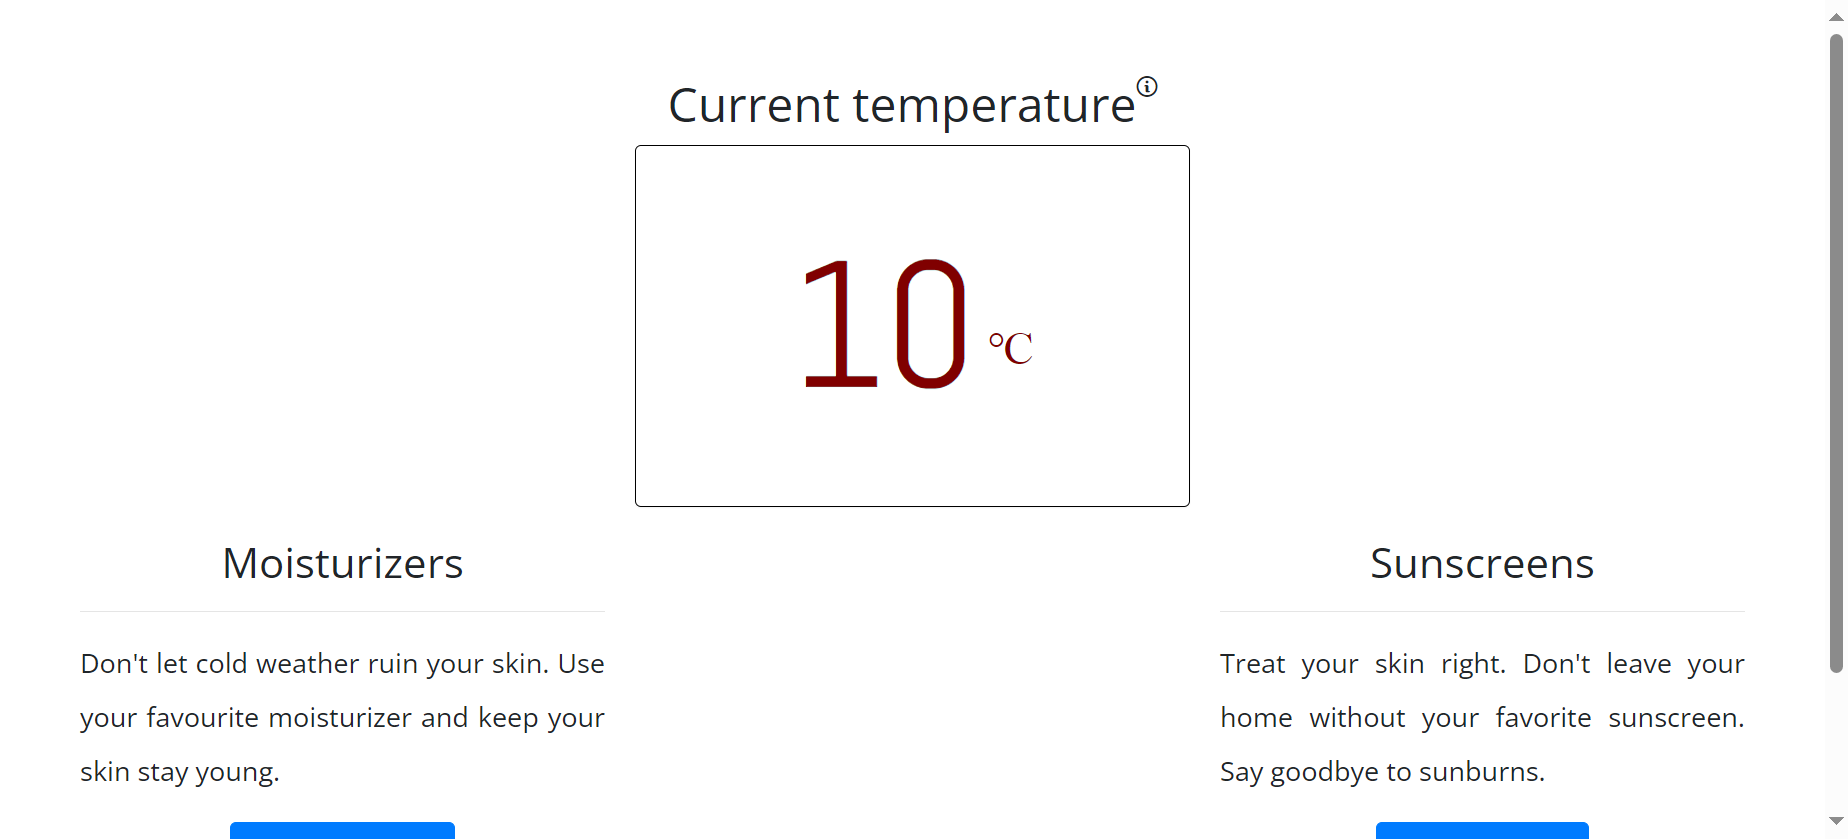 Current temperature
10 ℃
Moisturizers
Don't let cold weather ruin your skin. Use
your favourite moisturizer and keep your
skin stay young.
Sunscreens
Treat your skin right. Don't leave your
home without your favorite sunscreen.
Say goodbye to sunburns.